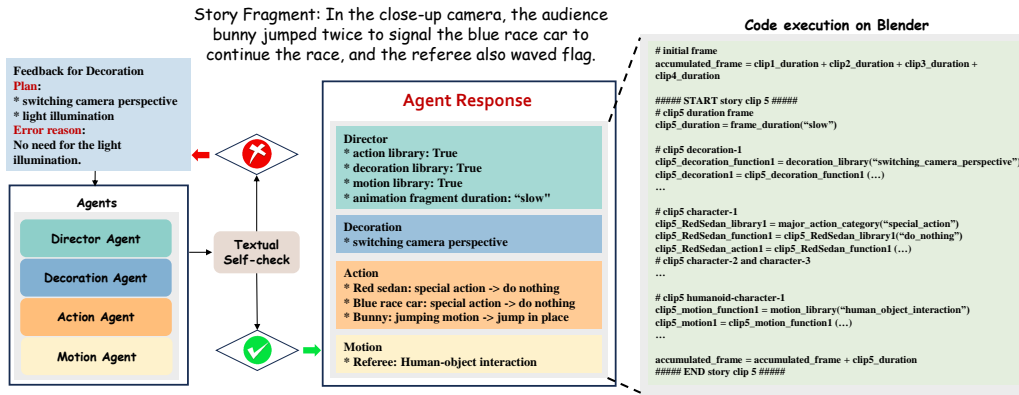 Story Fragment: In the close-up camera, the audience
bunny jumped twice to signal the blue race car to
continue the race, and the referee also waved flag.
Feedback for Decoration
Plan:
* switching camera perspective
* light illumination
Error reason:
No need for the light
illumination.
Agents
Director Agent
Decoration Agent
Action Agent
Motion Agent
Textual
Self-check
Agent Response
Director
* action library: True
* decoration library: True
* motion library: True
* animation fragment duration: “slow"
Decoration
* switching camera perspective
Action
* Red sedan: special action -> do nothing
* Blue race car: special action -> do nothing
* Bunny: jumping motion -> jump in place
Motion
* Referee: Human-object interaction
Code execution on Blender
# initial frame
accumulated_frame = clip1_duration + clip2_duration + clip3_duration +
clip4_duration
##### START story clip 5 #####
# clip5 duration frame
clip5_duration = frame_duration(“slow”)
# clip5 decoration-1
clip5_decoration_function1 = decoration_library(“switching_camera_perspective”)
clip5_decoration1 = clip5_decoration_function1 (…)
…
# clip5 character-1
clip5_RedSedan_library1 = major_action_category(“special_action”)
clip5_RedSedan_function1 = clip5_RedSedan_library1(“do_nothing”)
clip5_RedSedan_action1 = clip5_RedSedan_function1 (…)
# clip5 character-2 and character-3
…
# clip5 humanoid-character-1
clip5_motion_function1 = motion_library(“human_object_interaction”)
clip5_motion1 = clip5_motion_function1 (…)
…
accumulated_frame = accumulated_frame + clip5_duration
##### END story clip 5 #####